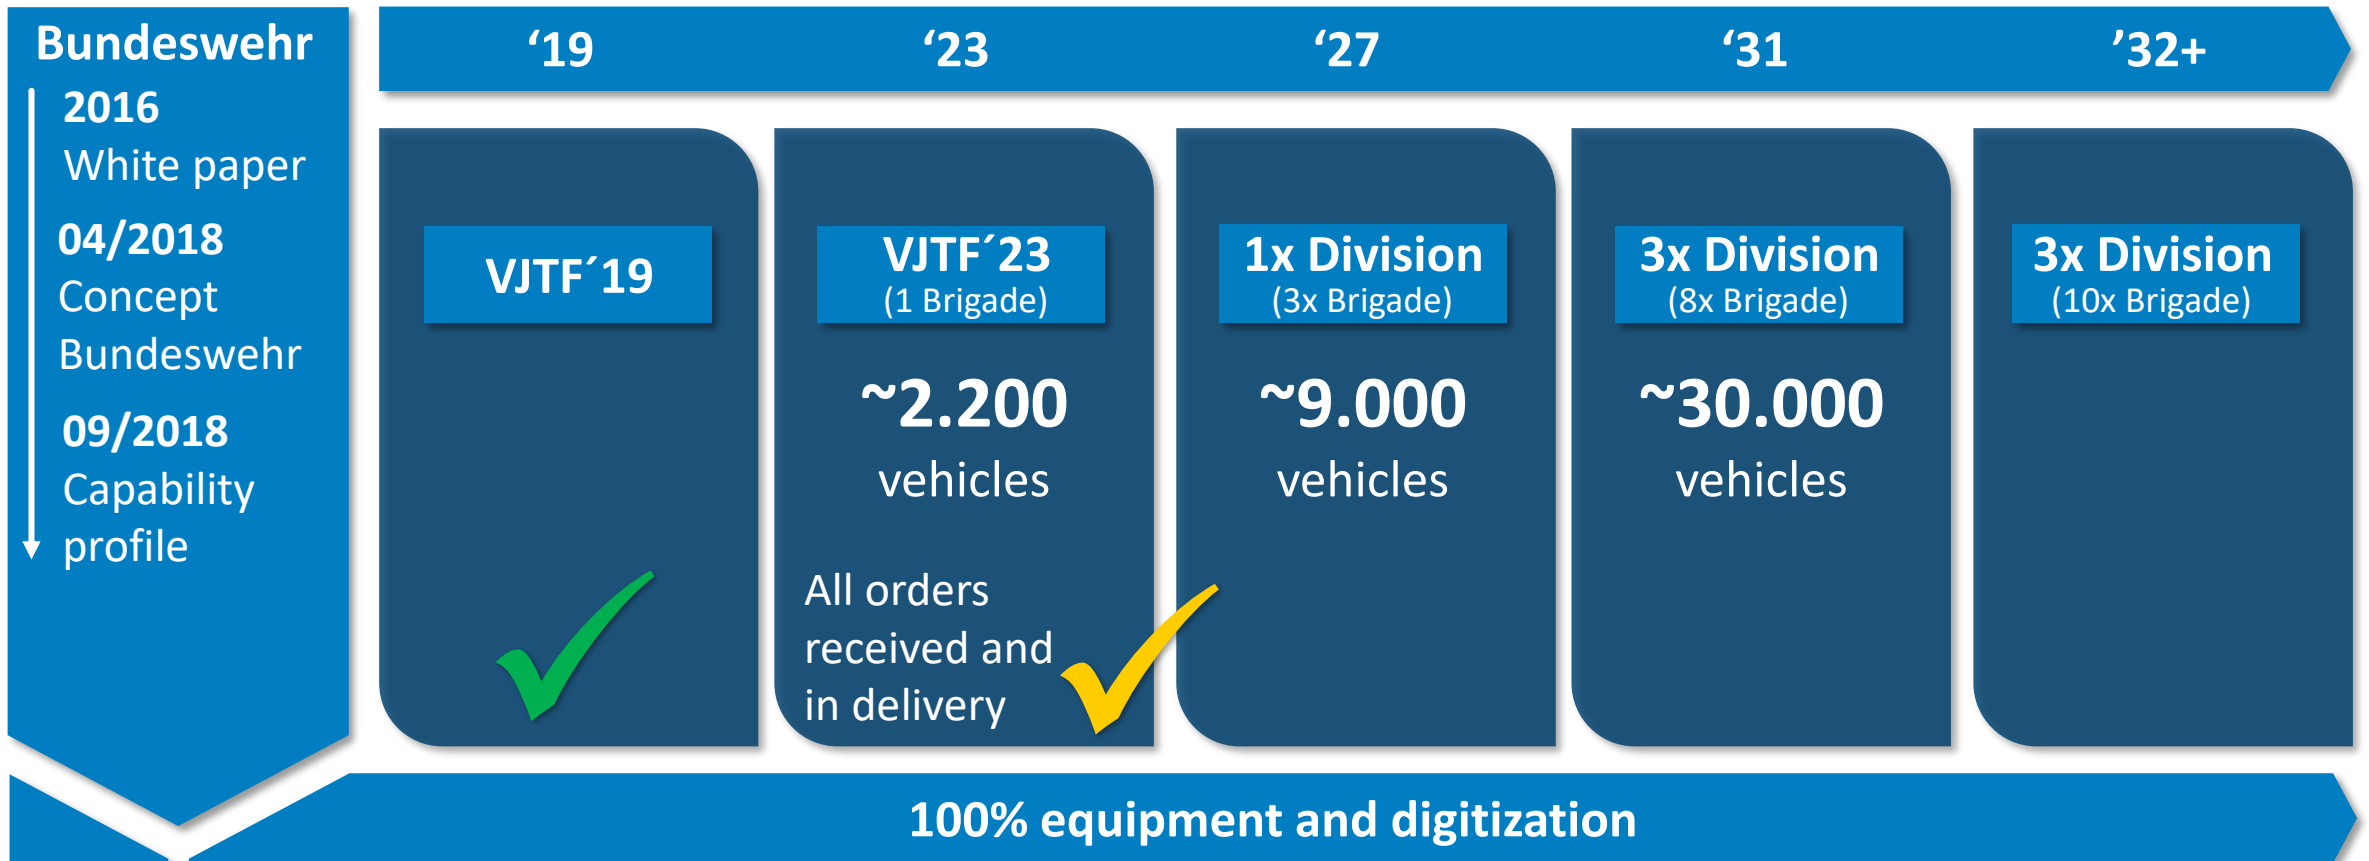 Bundeswehr
2016
White paper
04/2018
Concept
Bundeswehr
09/2018
Capability
profile
‘19
‘23
‘27
‘31
’32+
VJTF´19
VJTF´23
(1 Brigade)
~2.200
vehicles
All orders
received and
in delivery
1x Division
(3x Brigade)
~9.000
vehicles
3x Division
(8x Brigade)
~30.000
vehicles
3x Division
(10x Brigade)
100% equipment and digitization